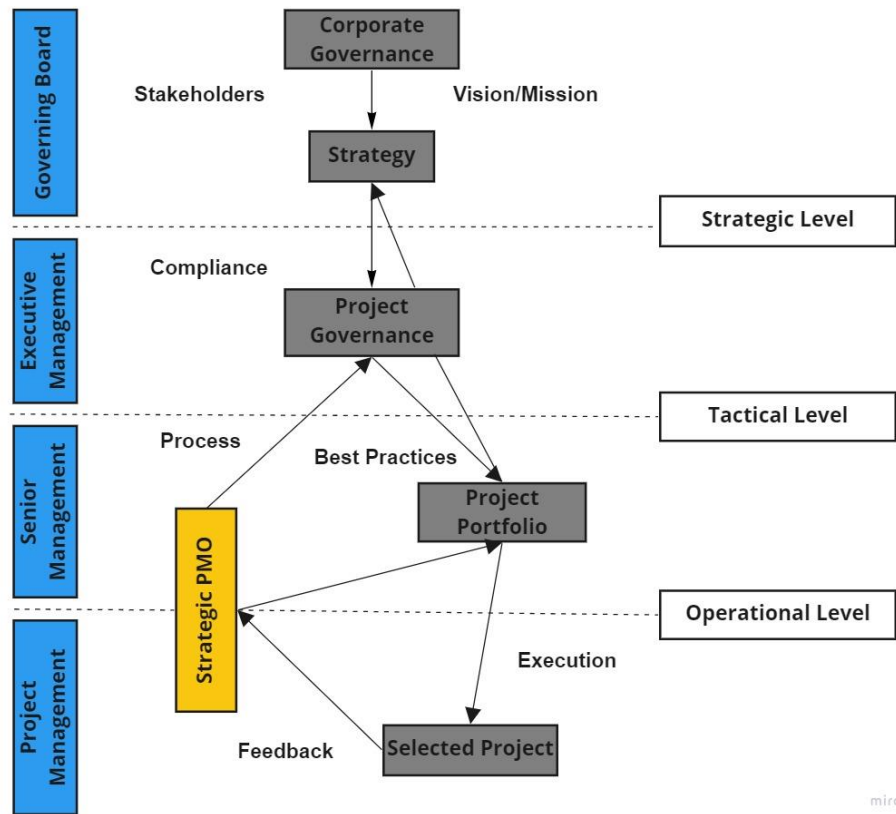 Corporate
Governance
Governing Board
Stakeholders
Vision/Mission
Strategy
Strategic Level
Executive
Management
Compliance
Project
Governance
Tactical Level
Senior
Management
Process
Best Practices
Project
Portfolio
Strategic PMO
Operational Level
Project
Management
Execution
Feedback
Selected Project
miro